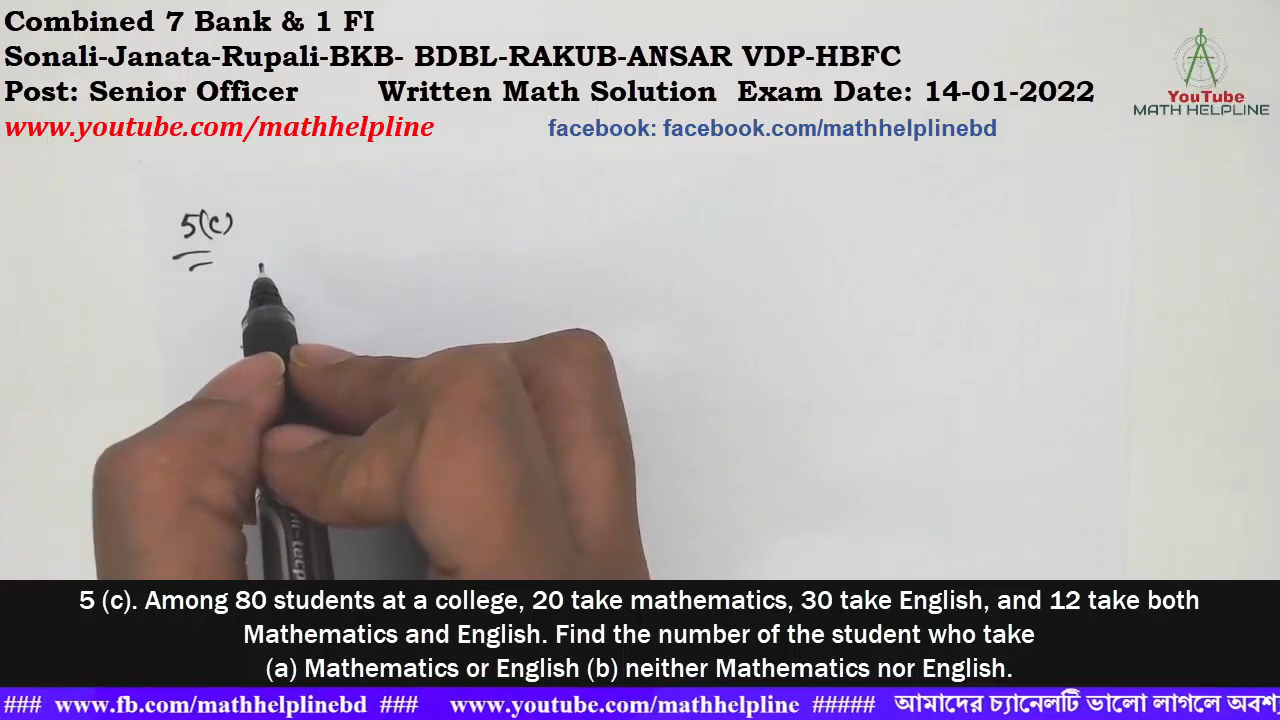 Combined 7 Bank & 1 FI
Sonali-Janata-Rupali-BKB- BDBL-RAKUB-ANSAR VDP-HBFC
Post: Senior Officer Written Math Solution Exam Date: 14-01-2022
www.youtube.com/mathhelpline facebook: facebook.com/mathhelplinebd
YouTube
MATH HELPLINE
5(c)
5 (c). Among 80 students at a college, 20 take mathematics, 30 take English, and 12 take both
Mathematics and English. Find the number of the student who take
(a) Mathematics or English (b) neither Mathematics nor English.
### www.fb.com/mathhelplinebd ### www.youtube.com/mathhelpline ##### আমাদের চ্যানেলটি ভালো লাগলে অবশ